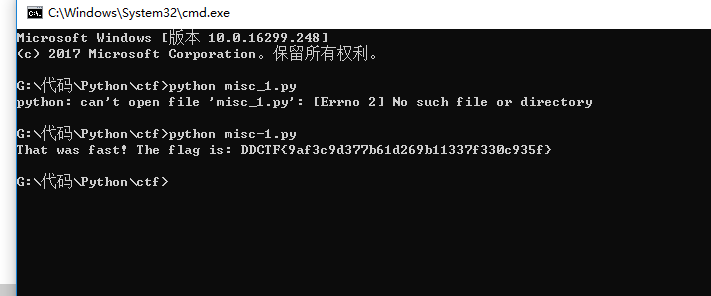 C:\Windows\System32\cmd.exe
Microsoft Windows [版本 10.0.16299.248]
(c) 2017 Microsoft Corporation。保留所有权利。
G:\代码\Python\ctf>python misc_1.py
python: can't open file 'misc_1.py': [Errno 2] No such file or directory
G:\代码\Python\ctf>python misc-1.py
That was fast! The flag is: DDCTF{9af3c9d377b61d269b11337f330c935f}
G:\代码\Python\ctf>